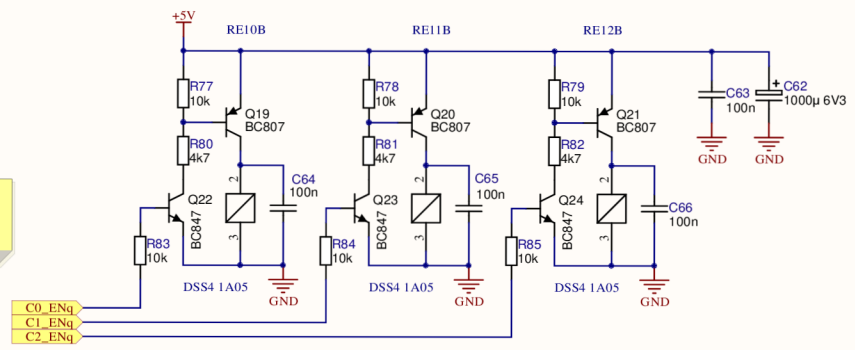 +5V
RE10B
RE11B
RE12B
R77
10k
R78
10k
R79
10k
C63
100n
+
C62
1000µ 6V3
Q19
BC807
Q20
BC807
Q21
BC807
R80
4k7
R81
4k7
R82
4k7
GND
GND
C64
100n
C65
100n
C66
100n
2
2
2
Q22
BC847
Q23
BC847
Q24
BC847
3
3
3
R83
10k
R84
10k
R85
10k
DSS4 1A05
GND
DSS4 1A05
GND
DSS4 1A05
GND
C0_ENq
C1_ENq
C2_ENq